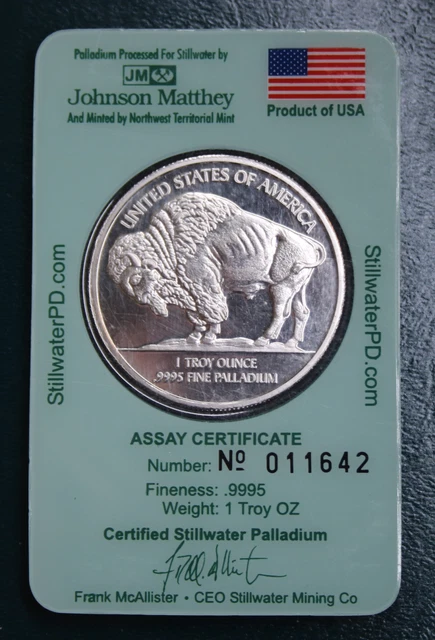 Palladium Processed For Stillwater by
JM
Johnson Matthey
And Minted by Northwest Territorial Mint
Product of USA
UNITED STATES OF AMERICA
1 TROY OUNCE
.9995 FINE PALLADIUM
StillwaterPD.com
StillwaterPD.com
ASSAY CERTIFICATE
Number: Nº 011642
Fineness: .9995
Weight: 1 Troy OZ
Certified Stillwater Palladium
Frank McAllister • CEO Stillwater Mining Co